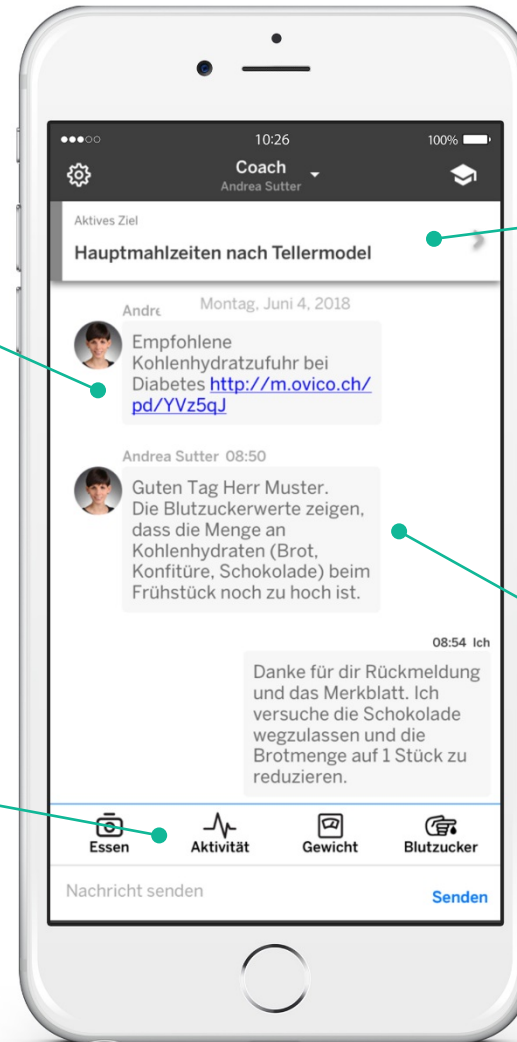 10:26
100%
Coach
Andrea Sutter
Aktives Ziel
Hauptmahlzeiten nach Tellermodel
Andre
Montag, Juni 4, 2018
Empfohlene
Kohlenhydratzufuhr bei
Diabetes http://m.ovico.ch/
pd/YVz5qJ
Andrea Sutter 08:50
Guten Tag Herr Muster.
Die Blutzuckerwerte zeigen,
dass die Menge an
Kohlenhydraten (Brot,
Konfitüre, Schokolade) beim
Frühstück noch zu hoch ist.
08:54 Ich
Danke für dir Rückmeldung
und das Merkblatt. Ich
versuche die Schokolade
wegzulassen und die
Brotmenge auf 1 Stück zu
reduzieren.
Essen Aktivität Gewicht Blutzucker
Nachricht senden Senden